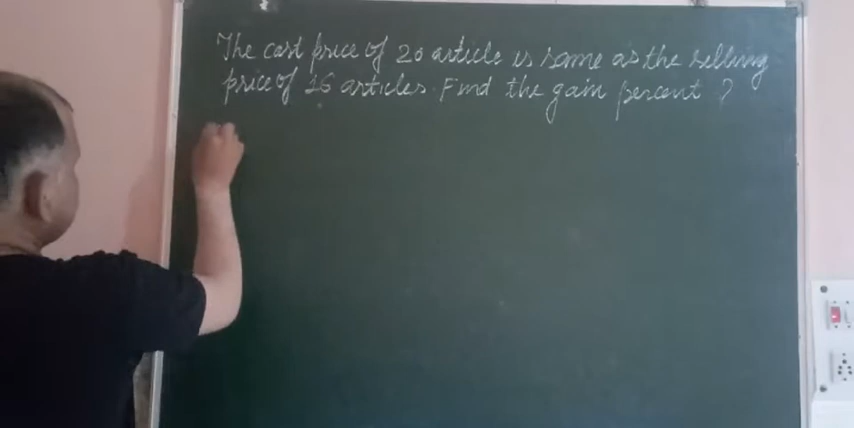 The cost price of 20 article is same as the selling
price of 16 articles. Find the gain percent ?